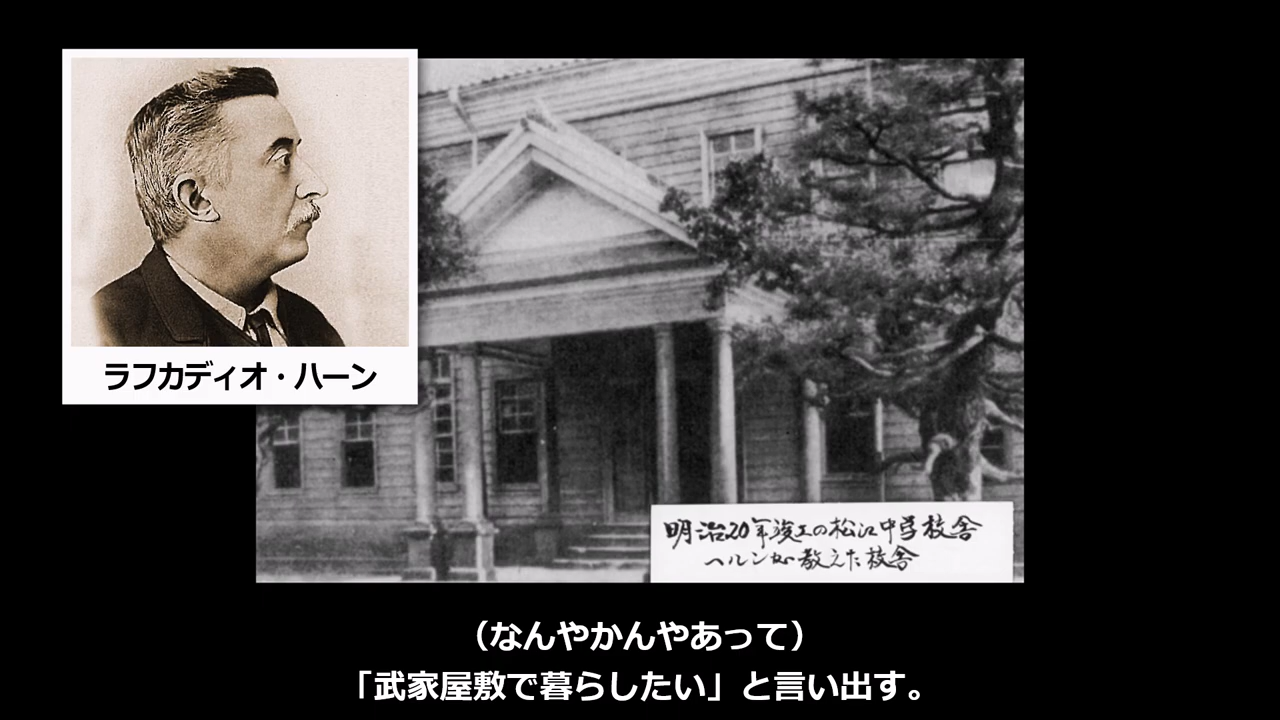 ラフカディオ・ハーン
明治20年竣工の松江中学校舎
ヘルンが教えた校舎
（なんやかんやあって）
「武家屋敷で暮らしたい」と言い出す。